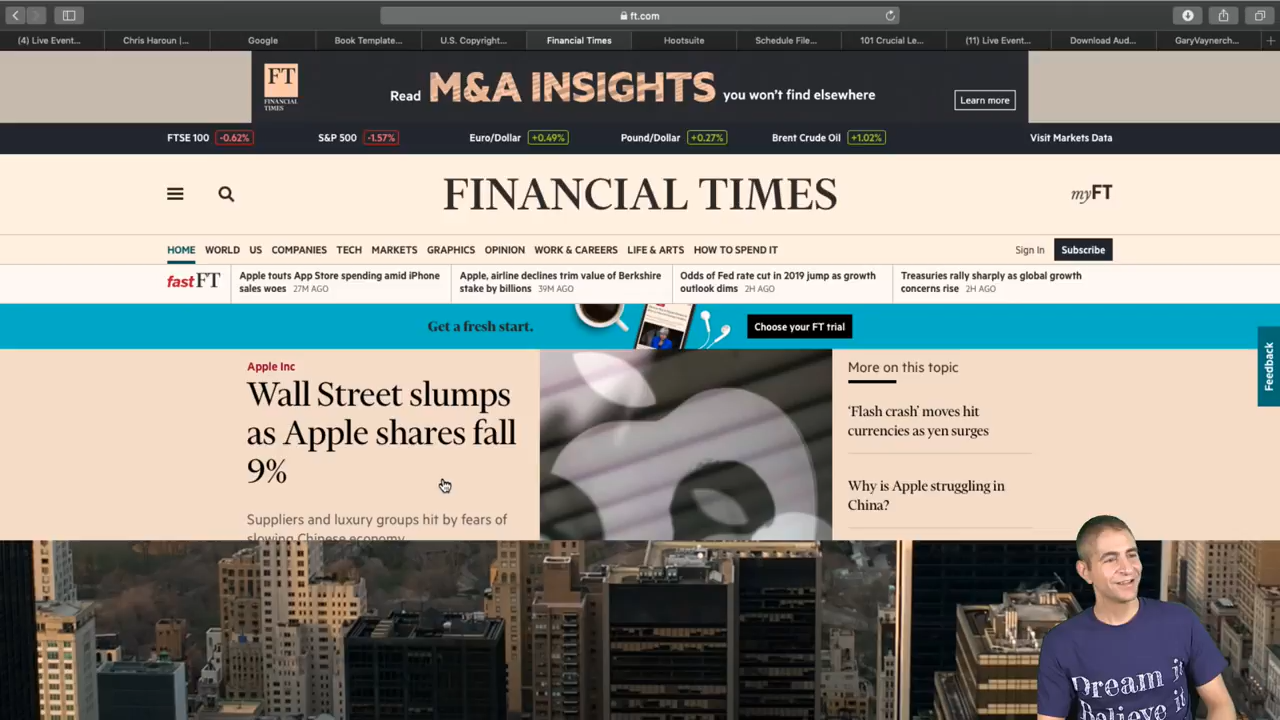 ft.com
(4) Live Event...
Chris Haroun |...
Google
Book Template...
U.S. Copyright...
Financial Times
Hootsuite
Schedule File...
101 Crucial Le...
(11) Live Event...
Download Aud...
GaryVaynerch...
FT
FINANCIAL
TIMES
Read M&A INSIGHTS you won't find elsewhere
Learn more
FTSE 100 -0.62%
S&P 500 -1.57%
Euro/Dollar +0.49%
Pound/Dollar +0.27%
Brent Crude Oil +1.02%
Visit Markets Data
FINANCIAL TIMES
myFT
HOME WORLD US COMPANIES TECH MARKETS GRAPHICS OPINION WORK & CAREERS LIFE & ARTS HOW TO SPEND IT
Sign In
Subscribe
fastFT
Apple touts App Store spending amid iPhone
sales woes 27M AGO
Apple, airline declines trim value of Berkshire
stake by billions 39M AGO
Odds of Fed rate cut in 2019 jump as growth
outlook dims 2H AGO
Treasuries rally sharply as global growth
concerns rise 2H AGO
Get a fresh start.
Choose your FT trial
Feedback
Apple Inc
Wall Street slumps
as Apple shares fall
9%
Suppliers and luxury groups hit by fears of
slowing Chinese economy
More on this topic
'Flash crash' moves hit
currencies as yen surges
Why is Apple struggling in
China?
Dream it
Believe it